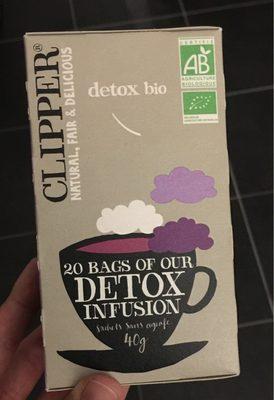 CLIPPER®
NATURAL, FAIR & DELICIOUS
detox bio
CERTIFIÉ
AB
AGRICULTURE
BIOLOGIQUE
20 BAGS OF OUR
DETOX
INFUSION
Sachets sans agrafe
40g